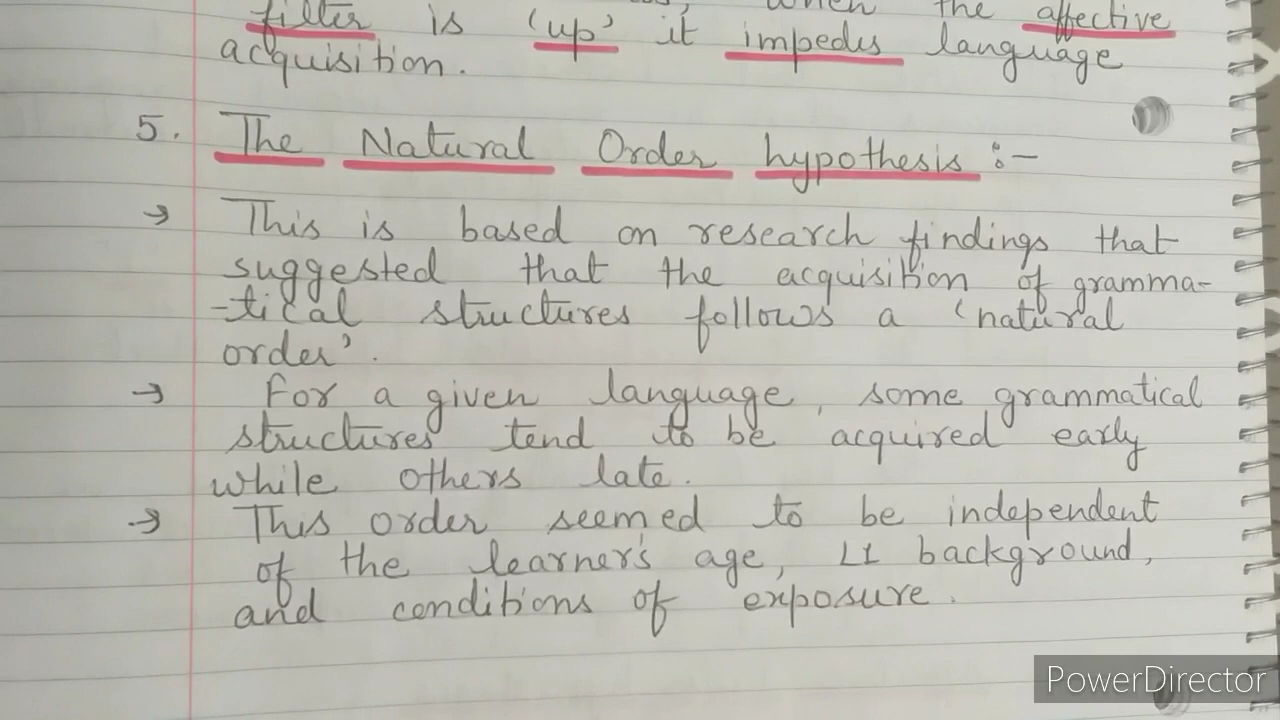 when the affective
filter is 'up' it impedes language
acquisition.
5. The Natural Order hypothesis :-
→ This is based on research findings that
suggested that the acquisition of gramma-
-tical structures follows a 'natural
order'.
→ For a given language, some grammatical
structures tend to be acquired early
while others late.
→ This order seemed to be independent
of the learner's age, L1 background,
and conditions of exposure.
PowerDirector